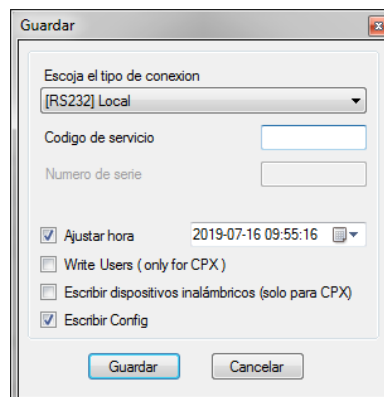 Guardar
Escoja el tipo de conexion
[RS232] Local
Codigo de servicio
Numero de serie
Ajustar hora 2019-07-16 09:55:16
Write Users ( only for CPX )
Escribir dispositivos inalámbricos (solo para CPX)
Escribir Config
Guardar Cancelar